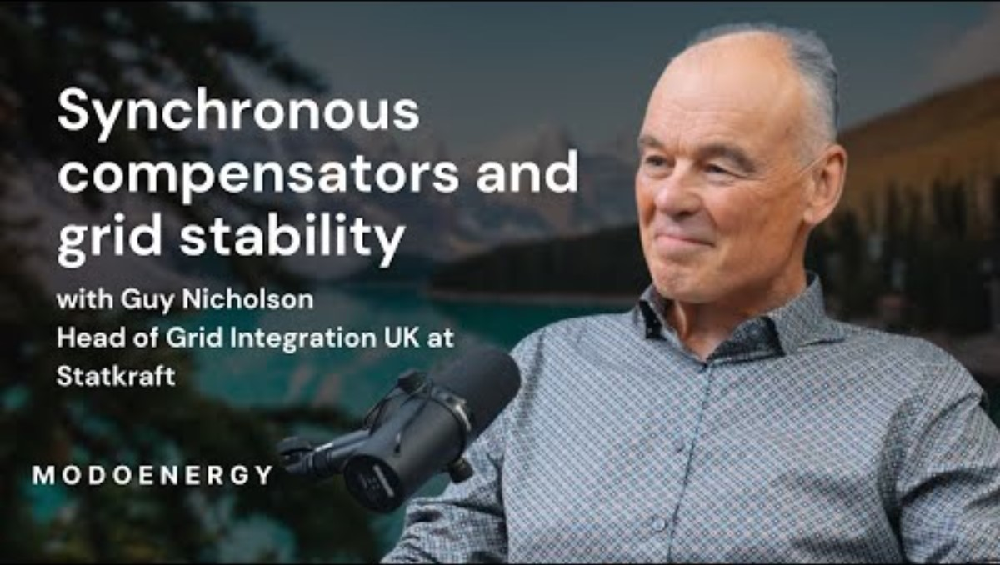 Synchronous
compensators and
grid stability
with Guy Nicholson
Head of Grid Integration UK at
Statkraft
MODOENERGY